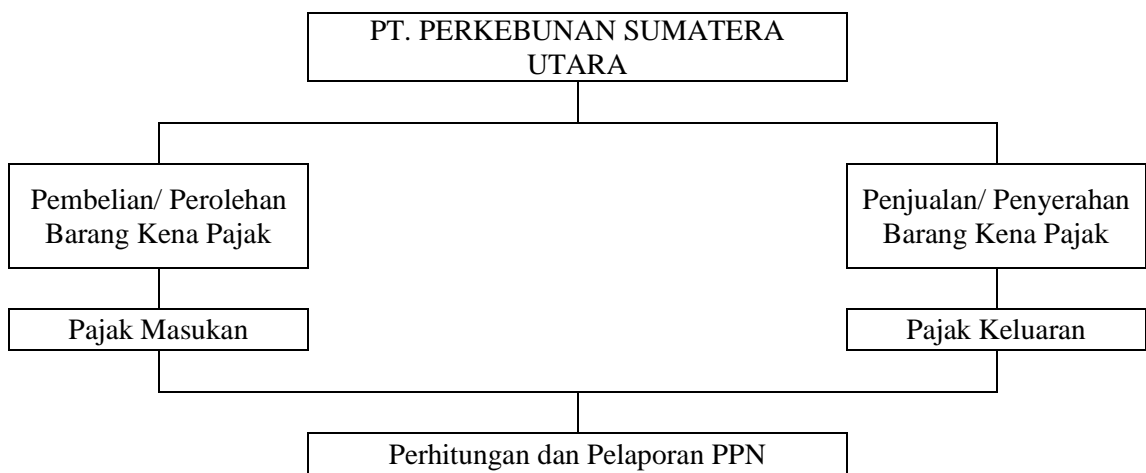 PT. PERKEBUNAN SUMATERA
UTARA
Pembelian/ Perolehan
Barang Kena Pajak
Penjualan/ Penyerahan
Barang Kena Pajak
Pajak Masukan
Pajak Keluaran
Perhitungan dan Pelaporan PPN